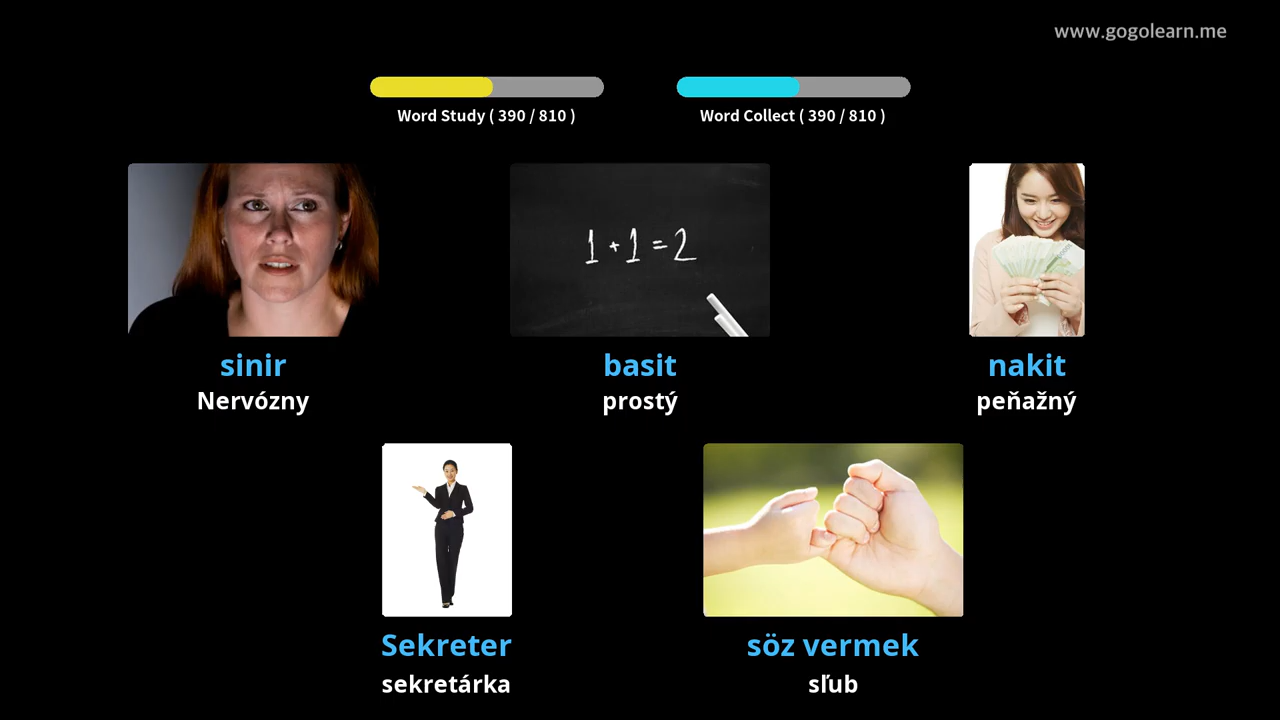 www.gogolearn.me
Word Study ( 390 / 810 )
Word Collect ( 390 / 810 )
1 + 1 = 2
sinir
Nervózny
basit
prostý
nakit
peňažný
Sekreter
sekretárka
söz vermek
sľub